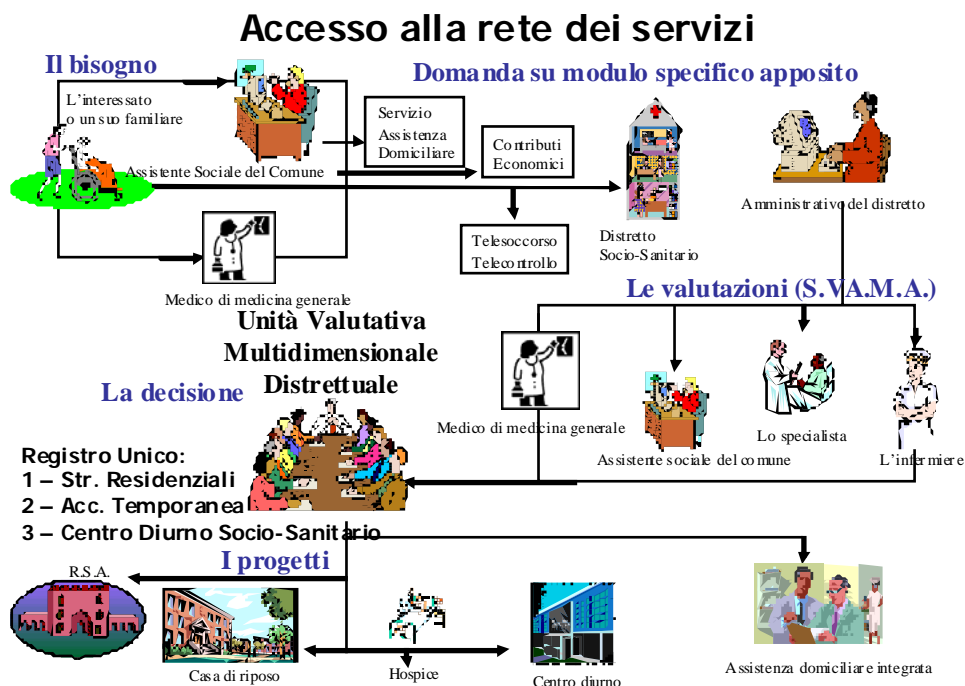 Accesso alla rete dei servizi
Il bisogno
Domanda su modulo specifico apposito
L'interessato
o un suo familiare
Assistente Sociale del Comune
Servizio
Assistenza
Domiciliare
Contributi
Economici
Telesoccorso
Telecontrollo
Distretto
Socio-Sanitario
Amministrativo del distretto
Medico di medicina generale
Le valutazioni (S.VA.M.A.)
Unità Valutativa
Multidimensionale
Distrettuale
La decisione
Medico di medicina generale
Assistente sociale del comune
Lo specialista
L'infermiere
Registro Unico:
1 – Str. Residenziali
2 – Acc. Temporanea
3 – Centro Diurno Socio-Sanitario
I progetti
R.S.A.
Casa di riposo
Hospice
Centro diurno
Assistenza domiciliare integrata